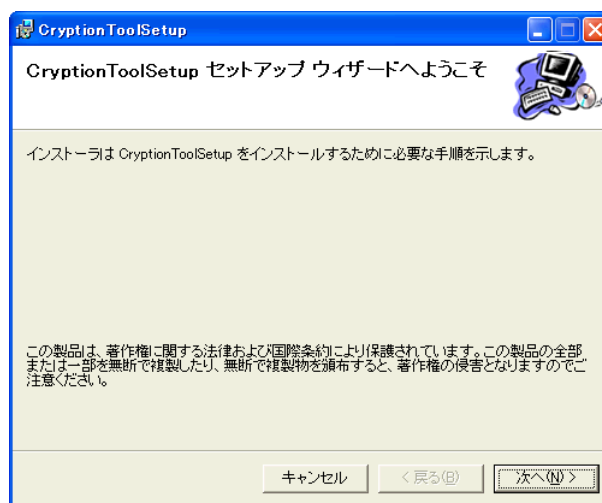 CryptionToolSetup
CryptionToolSetup セットアップ ウィザードへようこそ
インストーラは CryptionToolSetup をインストールするために必要な手順を示します。
この製品は、著作権に関する法律および国際条約により保護されています。この製品の全部
または一部を無断で複製したり、無断で複製物を頒布すると、著作権の侵害となりますのでご
注意ください。
キャンセル
< 戻る(B)
次へ(N) >